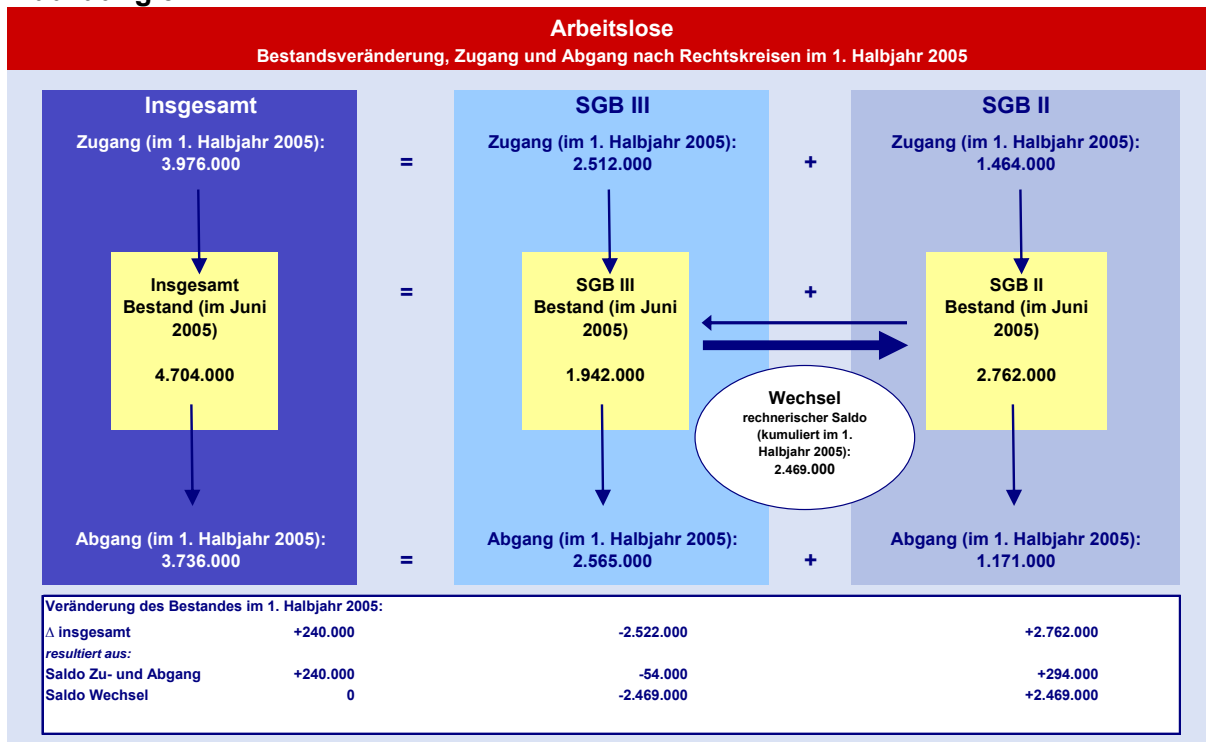 Arbeitslose
Bestandsveränderung, Zugang und Abgang nach Rechtskreisen im 1. Halbjahr 2005
Insgesamt
Zugang (im 1. Halbjahr 2005):
3.976.000
=
SGB III
Zugang (im 1. Halbjahr 2005):
2.512.000
+
SGB II
Zugang (im 1. Halbjahr 2005):
1.464.000
Insgesamt
Bestand (im Juni
2005)
4.704.000
=
SGB III
Bestand (im Juni
2005)
1.942.000
+
SGB II
Bestand (im Juni
2005)
2.762.000
Wechsel
rechnerischer Saldo
(kumuliert im 1.
Halbjahr 2005):
2.469.000
Abgang (im 1. Halbjahr 2005):
3.736.000
=
Abgang (im 1. Halbjahr 2005):
2.565.000
+
Abgang (im 1. Halbjahr 2005):
1.171.000
Veränderung des Bestandes im 1. Halbjahr 2005:
∆ insgesamt +240.000 -2.522.000 +2.762.000
resultiert aus:
Saldo Zu- und Abgang +240.000 -54.000 +294.000
Saldo Wechsel 0 -2.469.000 +2.469.000